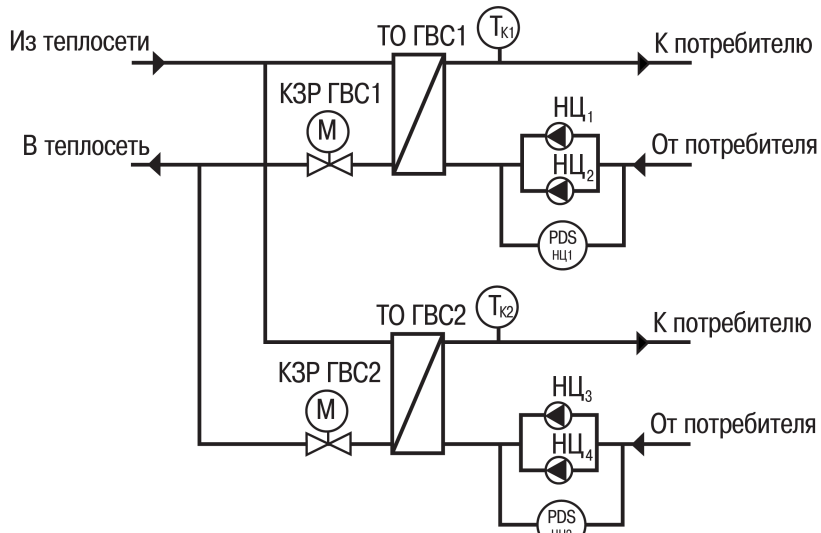 Из теплосети
ТО ГВС1
Тк1
К потребителю
КЗР ГВС1
М
НЦ1
В теплосеть
От потребителя
НЦ2
PDS
НЦ1
ТО ГВС2
Тк2
К потребителю
КЗР ГВС2
М
НЦ3
От потребителя
НЦ4
PDS